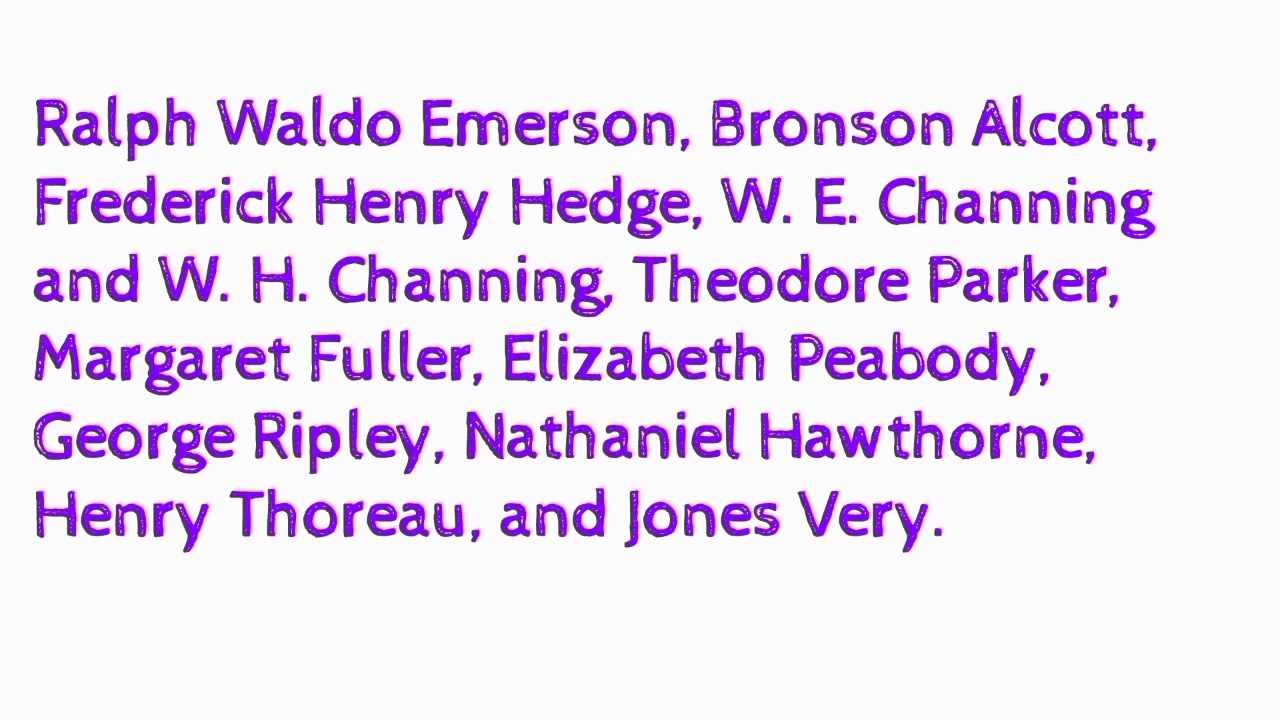 Ralph Waldo Emerson, Bronson Alcott,
Frederick Henry Hedge, W. E. Channing
and W. H. Channing, Theodore Parker,
Margaret Fuller, Elizabeth Peabody,
George Ripley, Nathaniel Hawthorne,
Henry Thoreau, and Jones Very.